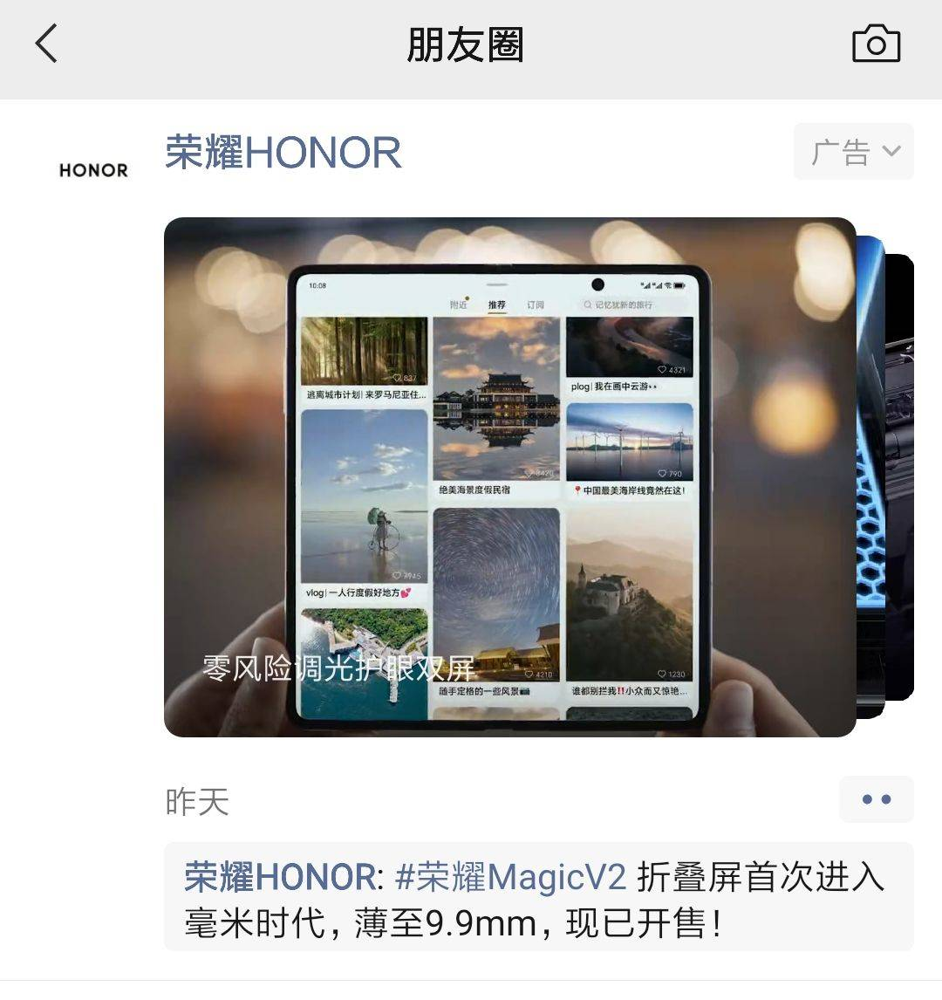 朋友圈
HONOR
荣耀HONOR
广告
10:08
附近 推荐 订阅
记忆犹新的旅行
837
逃离城市计划| 来罗马尼亚住...
8420
绝美海景度假民宿
4321
plog| 我在画中云游
790
中国最美海岸线竟然在这!
7945
vlog| 一人行度假好地方
4210
随手定格的一些风景
1230
谁都别拦我!!小众而又惊艳...
零风险调光护眼双屏
昨天
荣耀HONOR: #荣耀MagicV2 折叠屏首次进入
毫米时代，薄至9.9mm，现已开售！